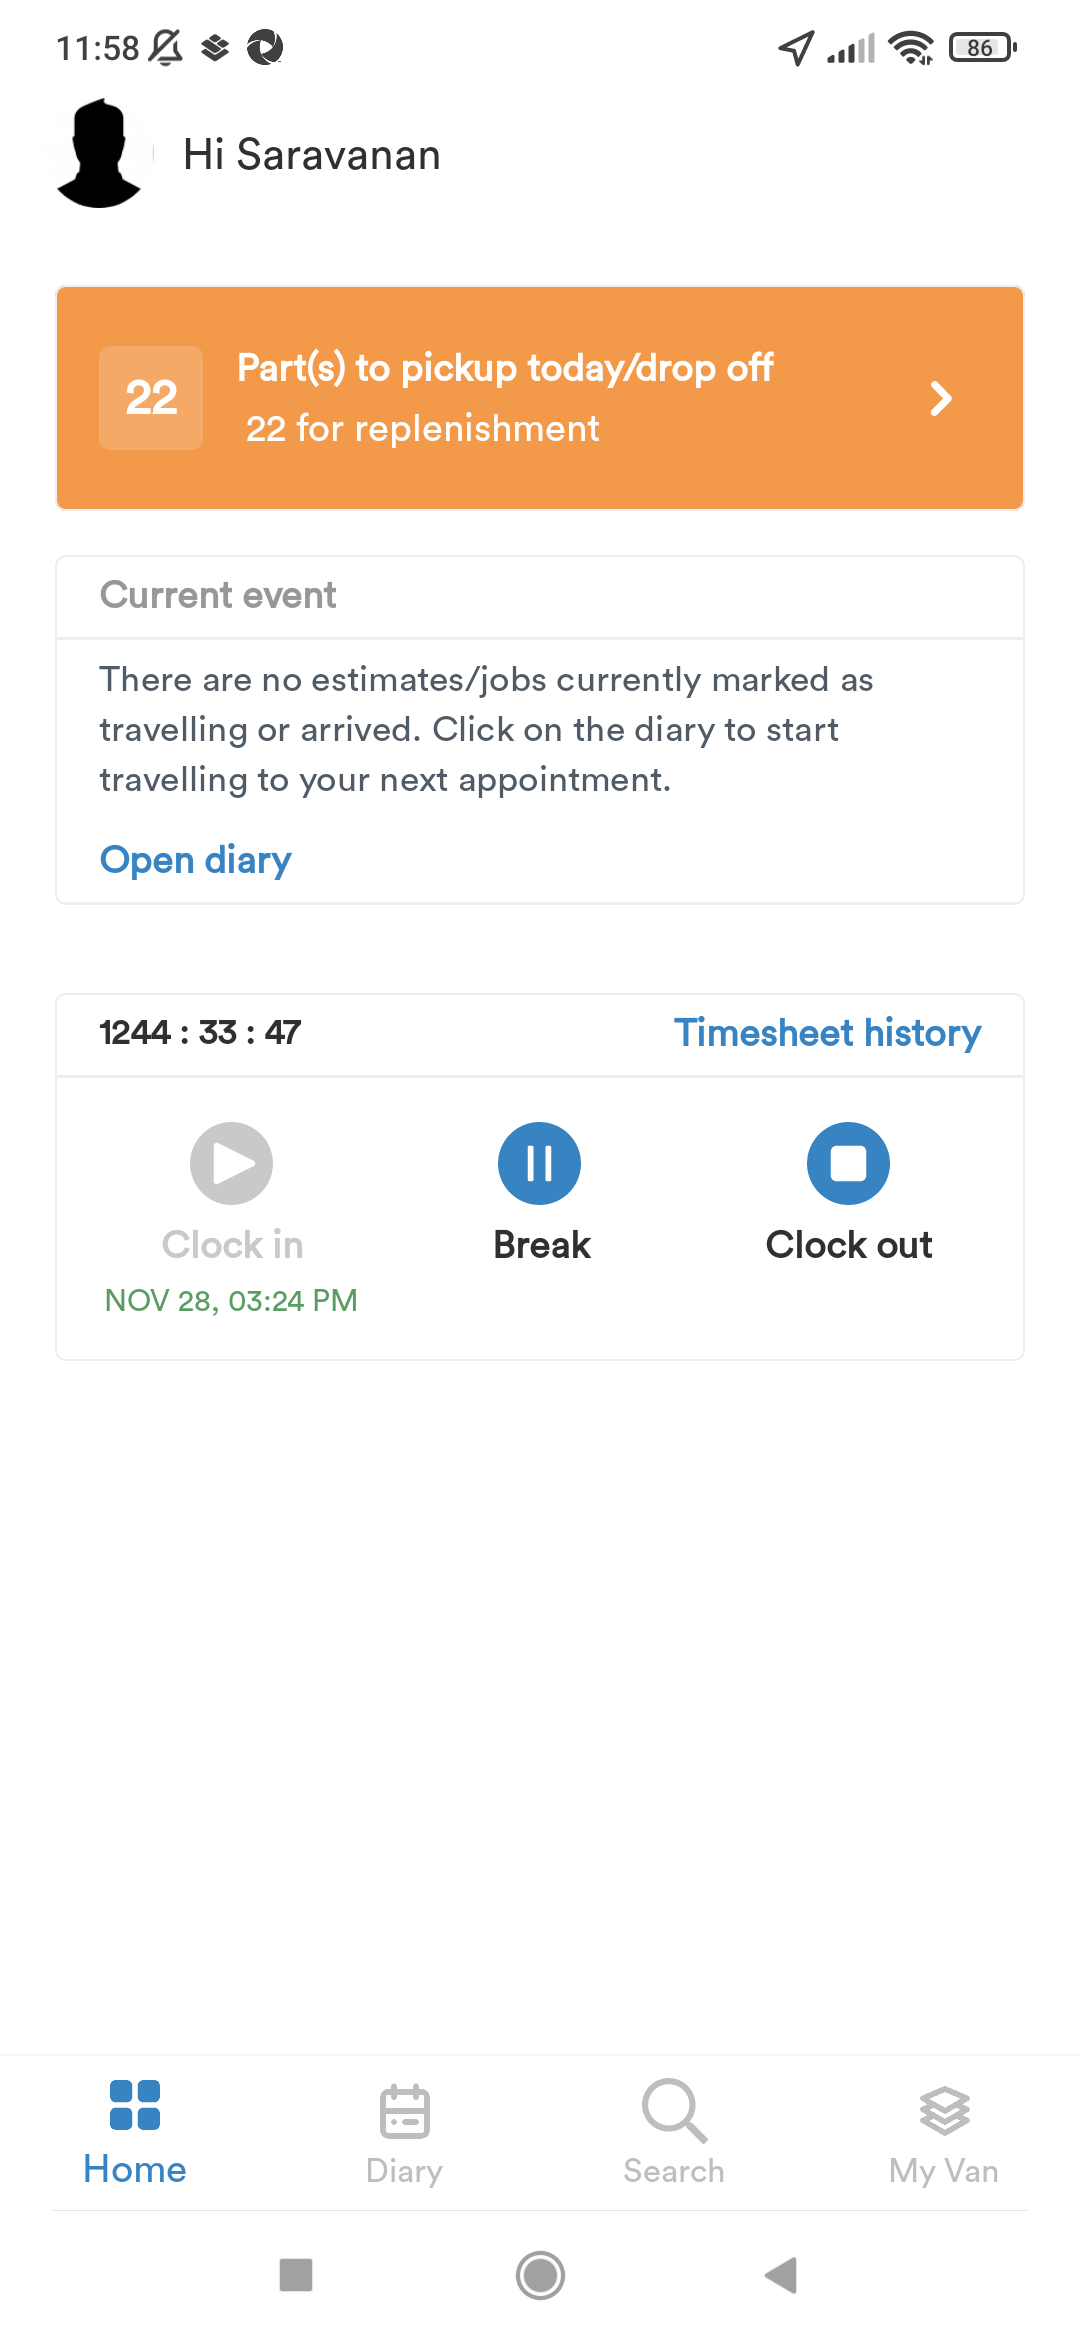 11:58
86
Hi Saravanan
22
Part(s) to pickup today/drop off
22 for replenishment
Current event
There are no estimates/jobs currently marked as
travelling or arrived. Click on the diary to start
travelling to your next appointment.
Open diary
1244 : 33 : 47
Timesheet history
Clock in
Break
Clock out
NOV 28, 03:24 PM
Home
Diary
Search
My Van